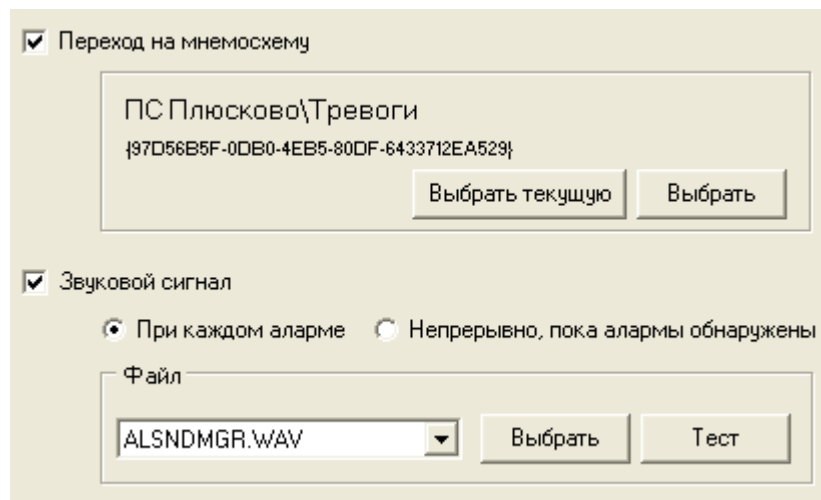 Переход на мнемосхему
ПС Плюсково\Тревоги
{97D56B5F-0DB0-4EB5-80DF-6433712EA529}
Выбрать текущую Выбрать
Звуковой сигнал
При каждом аларме Непрерывно, пока алармы обнаружены
Файл
ALSNDMGR.WAV Выбрать Тест